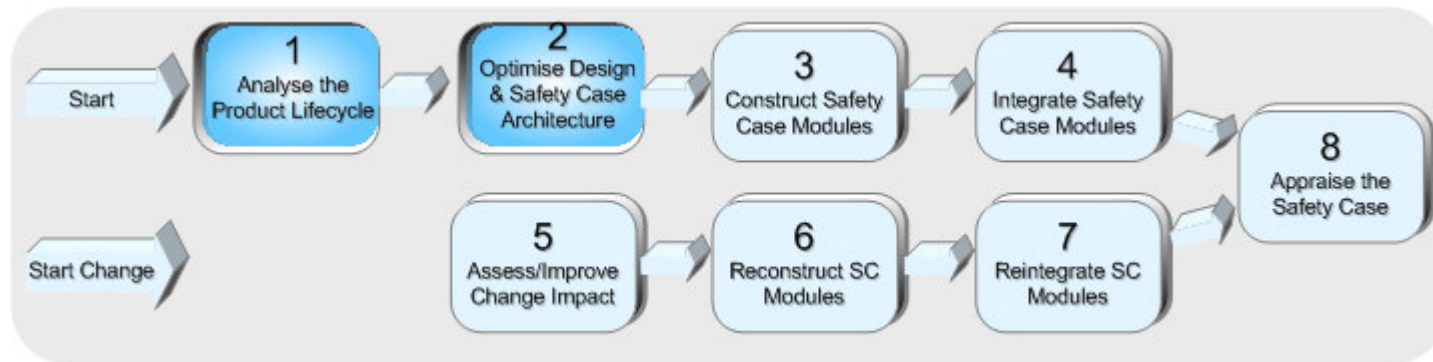 Start
1
Analyse the
Product Lifecycle
2
Optimise Design
& Safety Case
Architecture
3
Construct Safety
Case Modules
4
Integrate Safety
Case Modules
8
Appraise the
Safety Case
Start Change
5
Assess/Improve
Change Impact
6
Reconstruct SC
Modules
7
Reintegrate SC
Modules